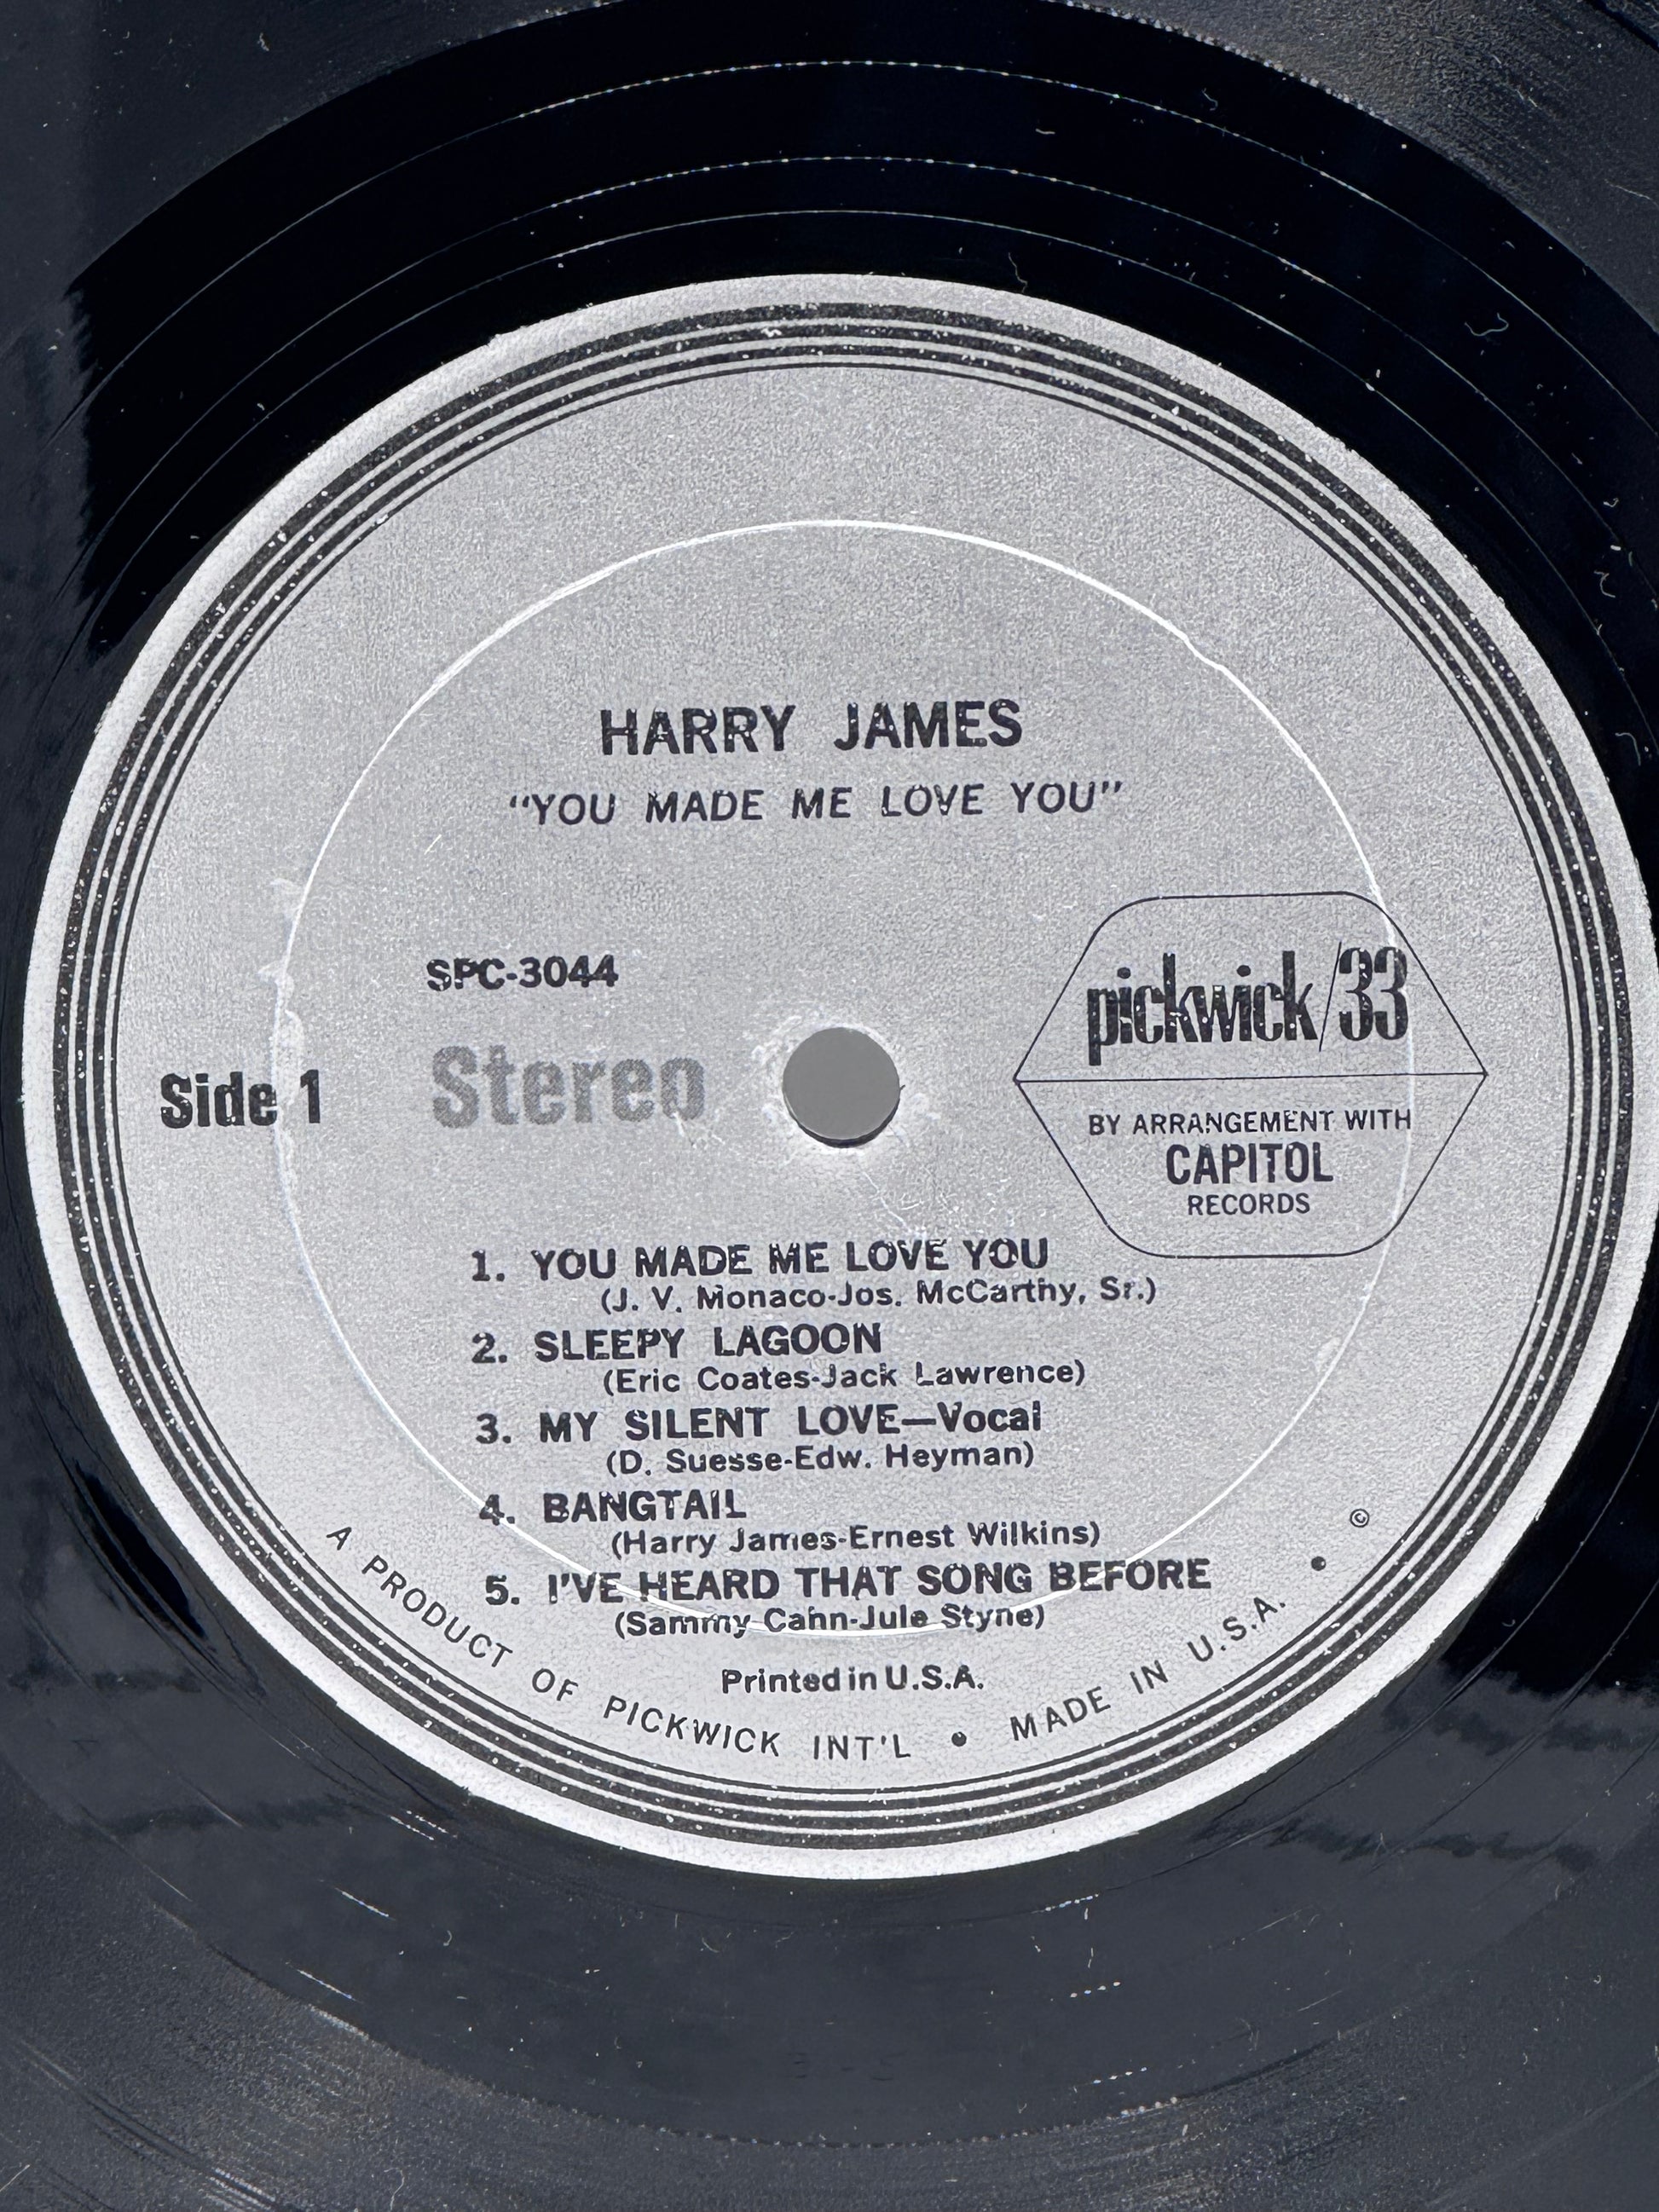 HARRY JAMES
"YOU MADE ME LOVE YOU"
SPC-3044
Side 1
Stereo
pickwick/33
BY ARRANGEMENT WITH
CAPITOL
RECORDS
1. YOU MADE ME LOVE YOU
(J. V. Monaco-Jos. McCarthy, Sr.)
2. SLEEPY LAGOON
(Eric Coates-Jack Lawrence)
3. MY SILENT LOVE—Vocal
(D. Suesse-Edw. Heyman)
4. BANGTAIL
(Harry James-Ernest Wilkins)
5. I'VE HEARD THAT SONG BEFORE
(Sammy Cahn-Jule Styne)
Printed in U.S.A.
A PRODUCT OF PICKWICK INT'L • MADE IN U.S.A. • ©